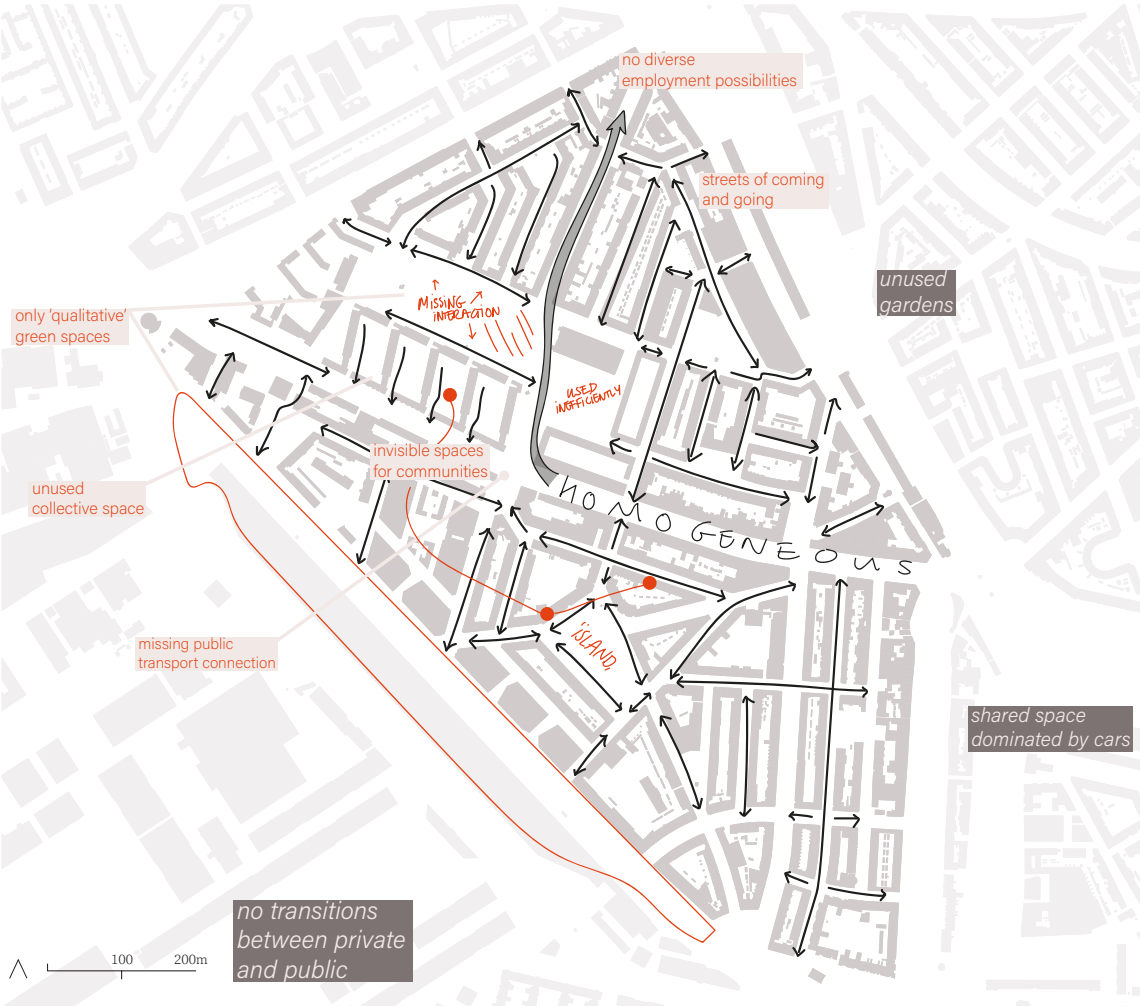 no diverse
employment possibilities
streets of coming
and going
unused
gardens
only 'qualitative'
green spaces
MISSING
INTERACTION
USED
INEFFICIENTLY
invisible spaces
for communities
unused
collective space
HOMOGENEOUS
'ISLAND,
missing public
transport connection
shared space
dominated by cars
no transitions
between private
and public
100
200m